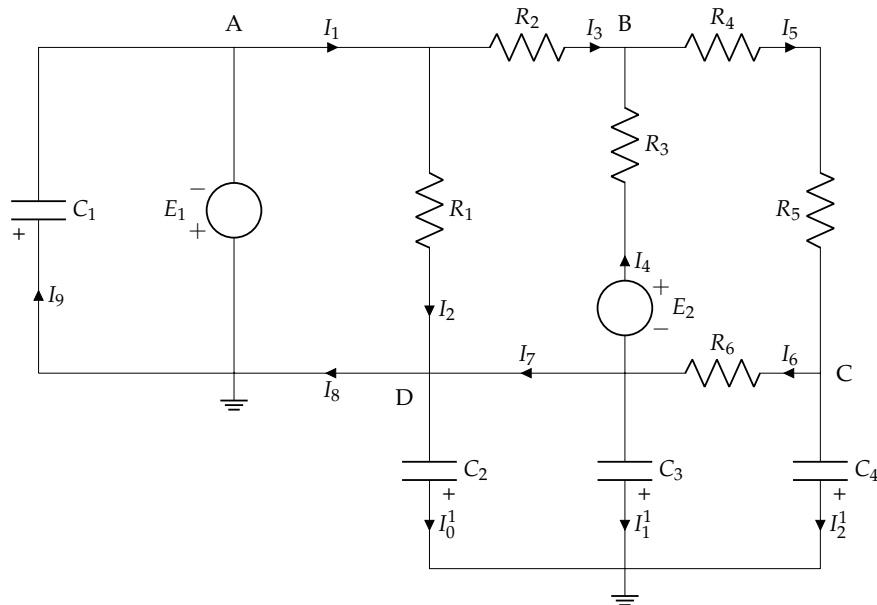 A I₁ R₂ I₃ B R₄ I₅
R₃
C₁ − E₁ + R₁ R₅
+
I₄
I₉ I₂ + E₂ −
R₆ I₆
I₇
I₈ D C
C₂ C₃ C₄
+ + +
I₀¹ I₁¹ I₂¹